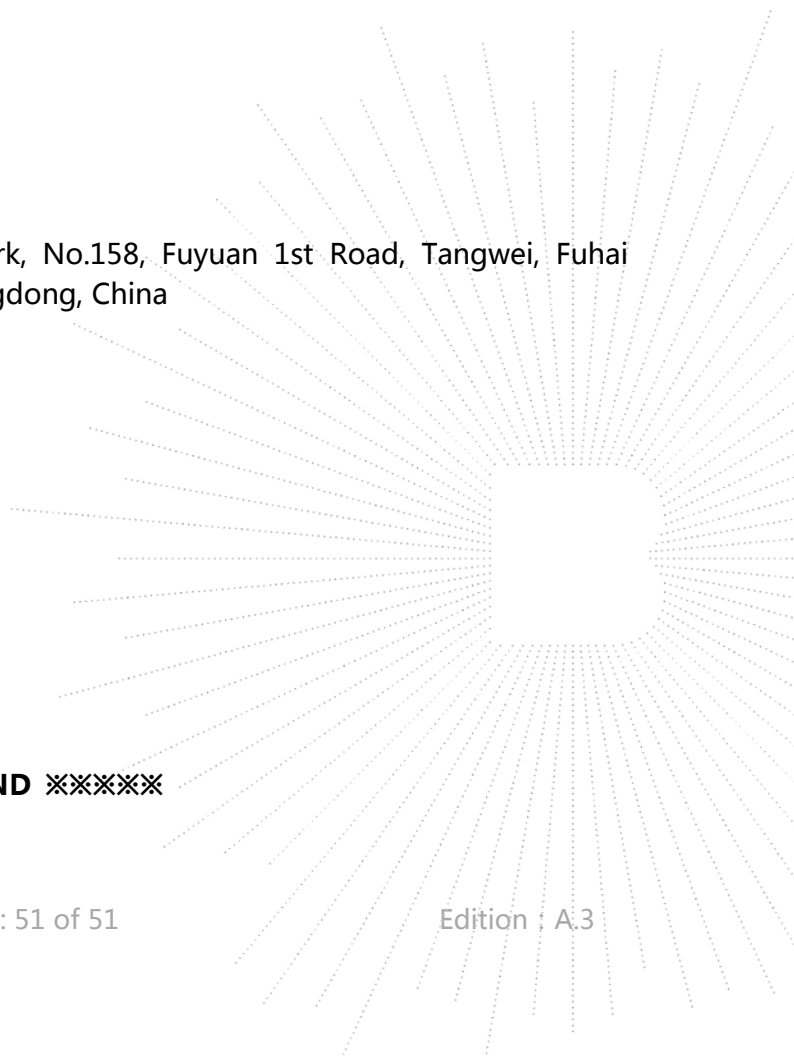 rk, No.158, Fuyuan 1st Road, Tangwei, Fuhai
gdong, China
ND ※※※※※
: 51 of 51 Edition : A.3